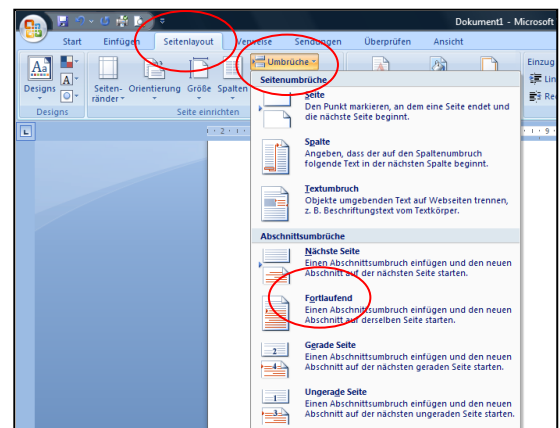 Dokument1 - Microsoft
Start Einfügen Seitenlayout Verweise Sendungen Überprüfen Ansicht
Designs
Seiten-
ränder
Orientierung
Größe
Spalten
Umbrüche
Einzug
Designs
Seite einrichten
Seitenumbrüche
Seite
Den Punkt markieren, an dem eine Seite endet und
die nächste Seite beginnt.
Spalte
Angeben, dass der auf den Spaltenumbruch
folgende Text in der nächsten Spalte beginnt.
Textumbruch
Objekte umgebenden Text auf Webseiten trennen,
z. B. Beschriftungstext vom Textkörper.
Abschnittsumbrüche
Nächste Seite
Einen Abschnittsumbruch einfügen und den neuen
Abschnitt auf der nächsten Seite starten.
Fortlaufend
Einen Abschnittsumbruch einfügen und den neuen
Abschnitt auf derselben Seite starten.
Gerade Seite
Einen Abschnittsumbruch einfügen und den neuen
Abschnitt auf der nächsten geraden Seite starten.
Ungerade Seite
Einen Abschnittsumbruch einfügen und den neuen
Abschnitt auf der nächsten ungeraden Seite starten.